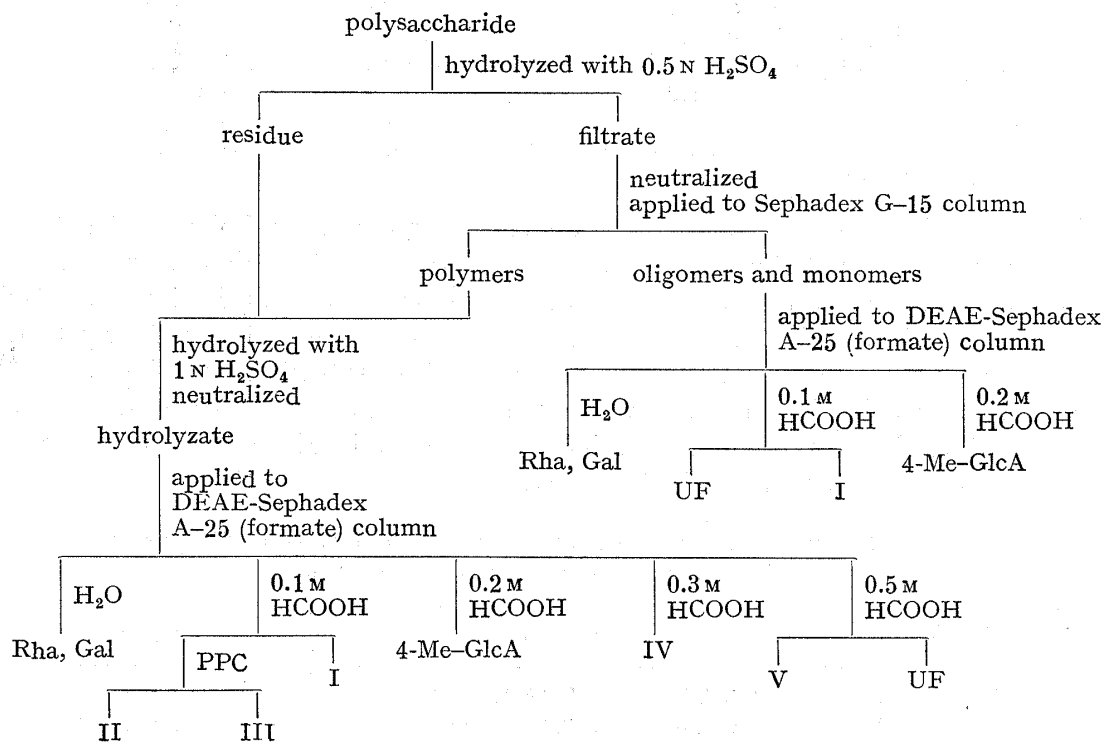 polysaccharide
hydrolyzed with 0.5 N H₂SO₄
residue
filtrate
neutralized
applied to Sephadex G–15 column
polymers
oligomers and monomers
applied to DEAE-Sephadex
A–25 (formate) column
hydrolyzed with
1 N H₂SO₄
neutralized
H₂O
0.1 M
HCOOH
0.2 M
HCOOH
hydrolyzate
Rha, Gal
4-Me–GlcA
UF
I
applied to
DEAE-Sephadex
A–25 (formate) column
H₂O
0.1 M
HCOOH
0.2 M
HCOOH
0.3 M
HCOOH
0.5 M
HCOOH
Rha, Gal
PPC
I
4-Me–GlcA
IV
V
UF
II
III